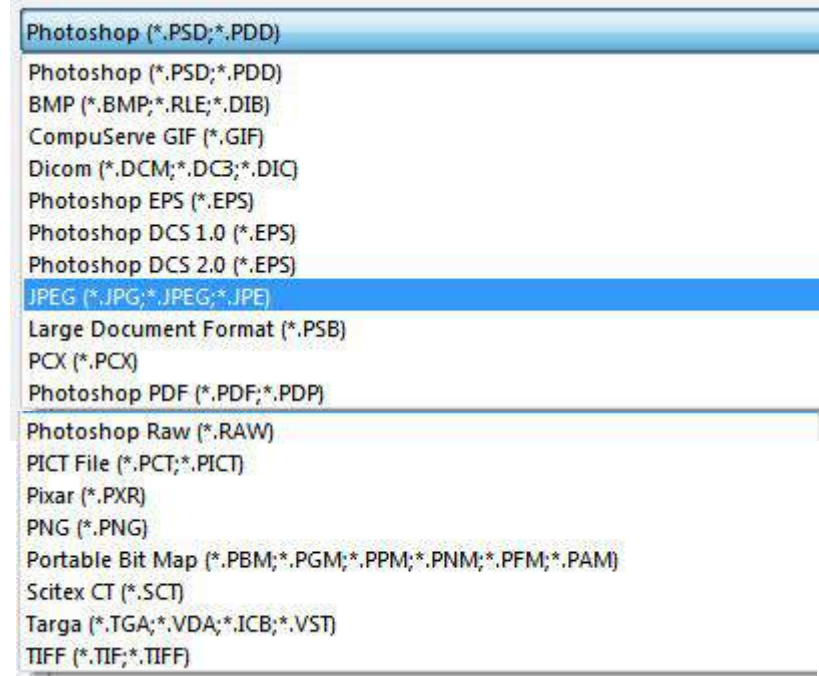 Photoshop (*.PSD;*.PDD)
Photoshop (*.PSD;*.PDD)
BMP (*.BMP;*.RLE;*.DIB)
CompuServe GIF (*.GIF)
Dicom (*.DCM;*.DC3;*.DIC)
Photoshop EPS (*.EPS)
Photoshop DCS 1.0 (*.EPS)
Photoshop DCS 2.0 (*.EPS)
JPEG (*.JPG;*.JPEG;*.JPE)
Large Document Format (*.PSB)
PCX (*.PCX)
Photoshop PDF (*.PDF;*.PDP)
Photoshop Raw (*.RAW)
PICT File (*.PCT;*.PICT)
Pixar (*.PXR)
PNG (*.PNG)
Portable Bit Map (*.PBM;*.PGM;*.PPM;*.PNM;*.PFM;*.PAM)
Scitex CT (*.SCT)
Targa (*.TGA;*.VDA;*.ICB;*.VST)
TIFF (*.TIF;*.TIFF)